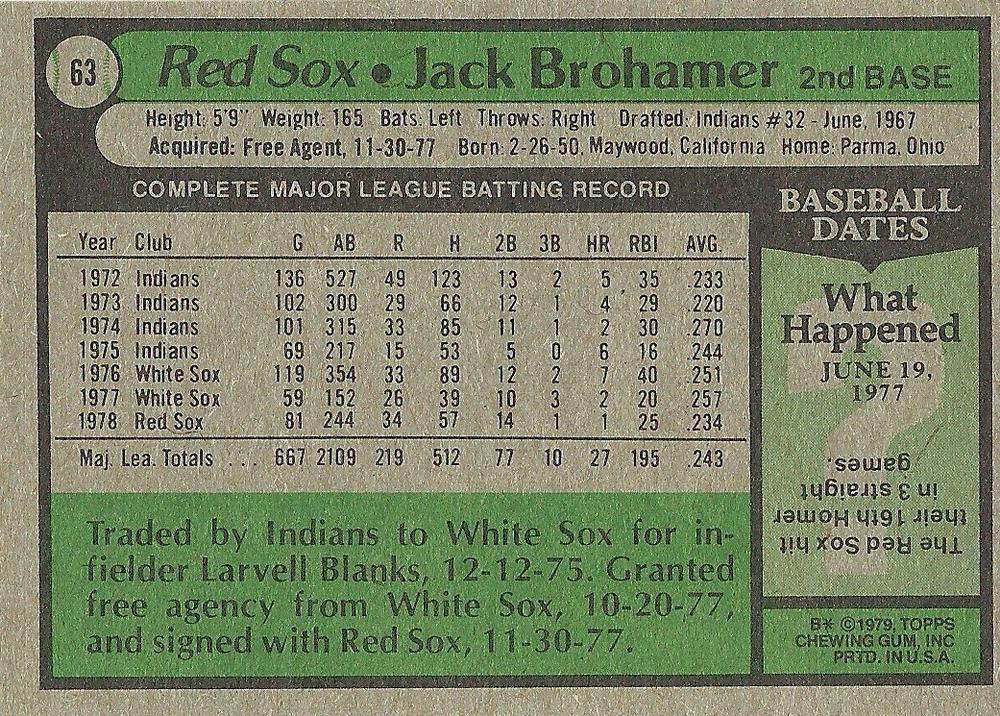 63
Red Sox • Jack Brohamer 2nd BASE
Height: 5'9" Weight: 165 Bats: Left Throws: Right Drafted: Indians #32 - June, 1967
Acquired: Free Agent, 11-30-77 Born: 2-26-50, Maywood, California Home: Parma, Ohio
COMPLETE MAJOR LEAGUE BATTING RECORD
Year Club G AB R H 2B 3B HR RBI AVG.
1972 Indians 136 527 49 123 13 2 5 35 .233
1973 Indians 102 300 29 66 12 1 4 29 .220
1974 Indians 101 315 33 85 11 1 2 30 .270
1975 Indians 69 217 15 53 5 0 6 16 .244
1976 White Sox 119 354 33 89 12 2 7 40 .251
1977 White Sox 59 152 26 39 10 3 2 20 .257
1978 Red Sox 81 244 34 57 14 1 1 25 .234
Maj. Lea. Totals ... 667 2109 219 512 77 10 27 195 .243
Traded by Indians to White Sox for in-
fielder Larvell Blanks, 12-12-75. Granted
free agency from White Sox, 10-20-77,
and signed with Red Sox, 11-30-77.
BASEBALL
DATES
What
Happened
JUNE 19,
1977
?
The Red Sox hit
their 16th Homer
in 3 straight
games.
B* ©1979, TOPPS
CHEWING GUM, INC
PRTD. IN U.S.A.